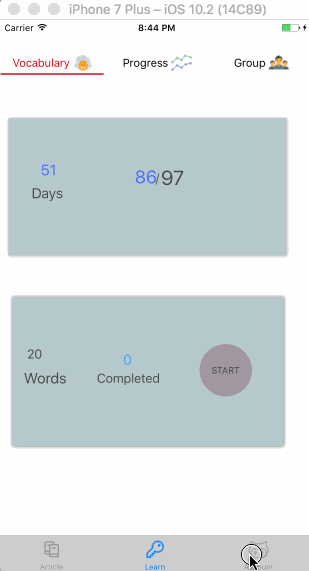 iPhone 7 Plus – iOS 10.2 (14C89)
Carrier 8:44 PM
Vocabulary Progress Group
51
Days
86/97
20
Words
0
Completed
START
Article Learn Account